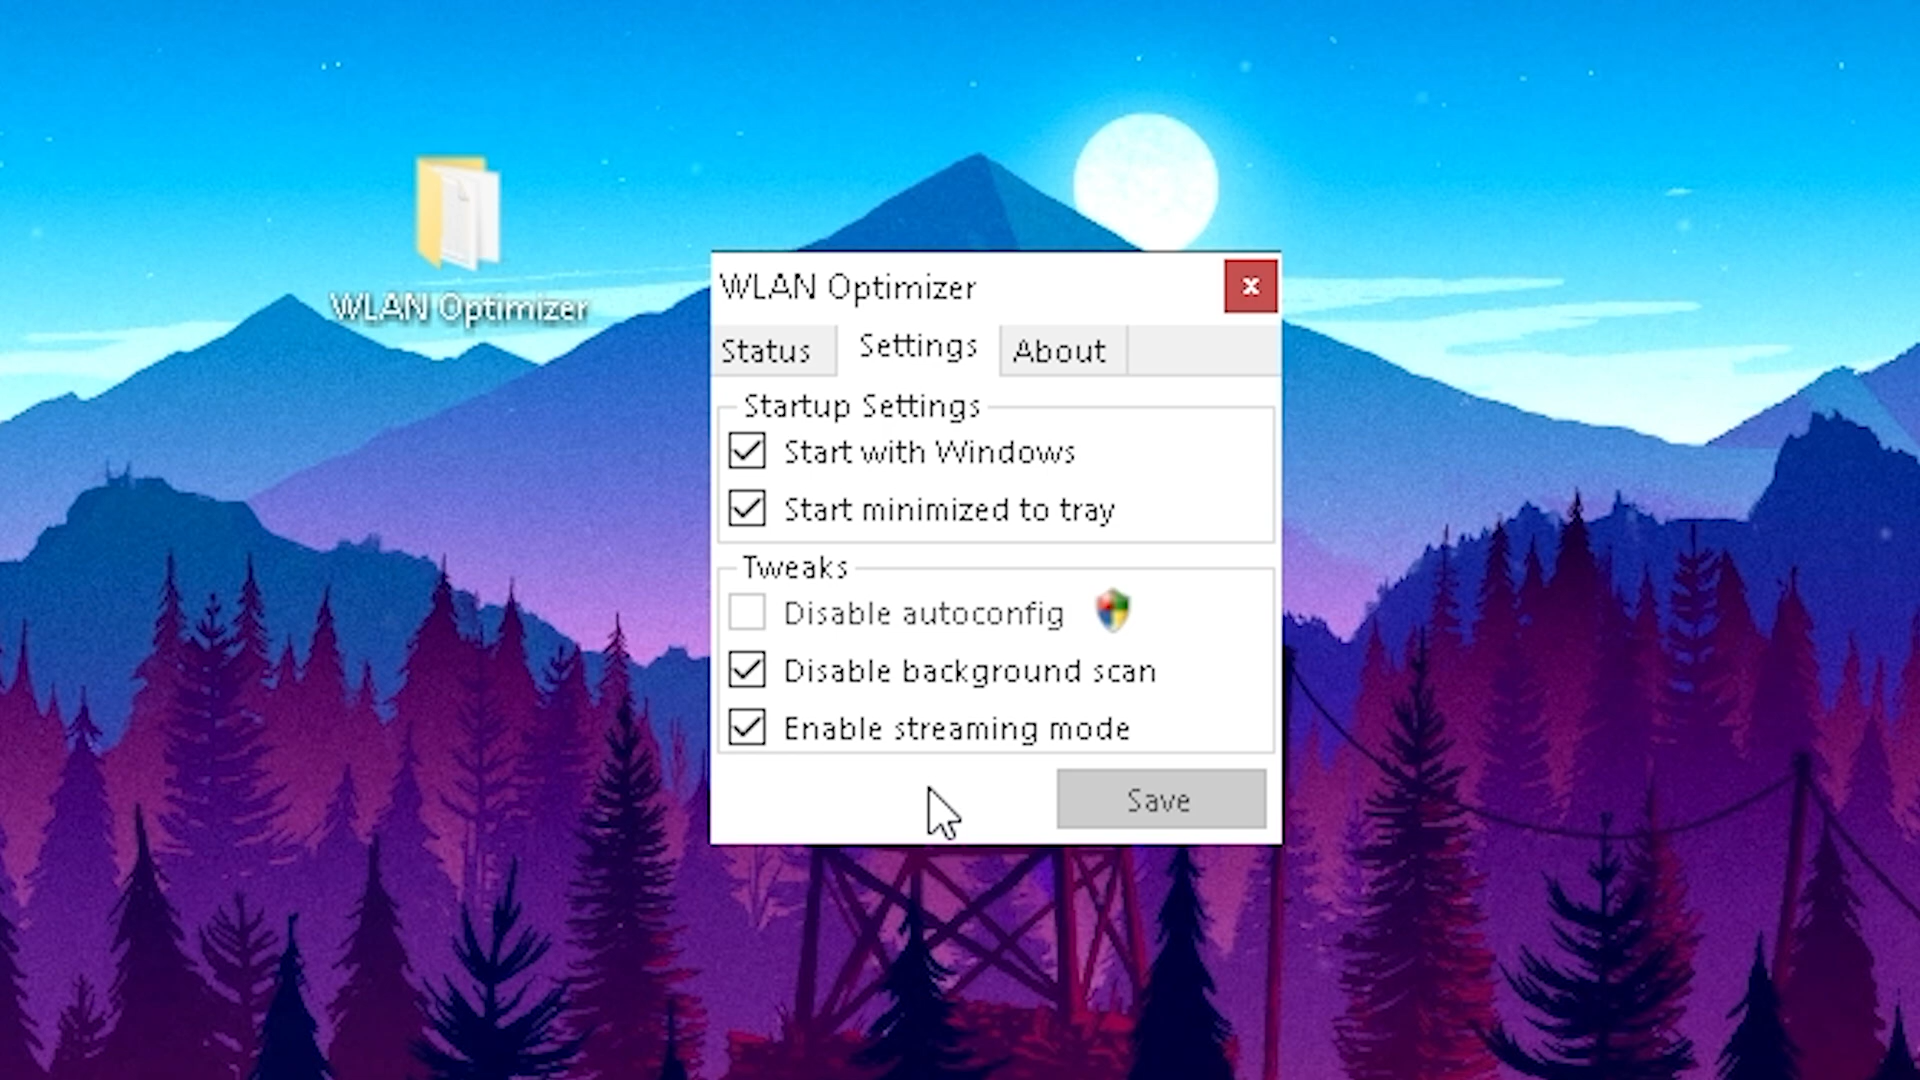 WLAN Optimizer
WLAN Optimizer
x
Status
Settings
About
Startup Settings
Start with Windows
Start minimized to tray
Tweaks
Disable autoconfig
Disable background scan
Enable streaming mode
Save